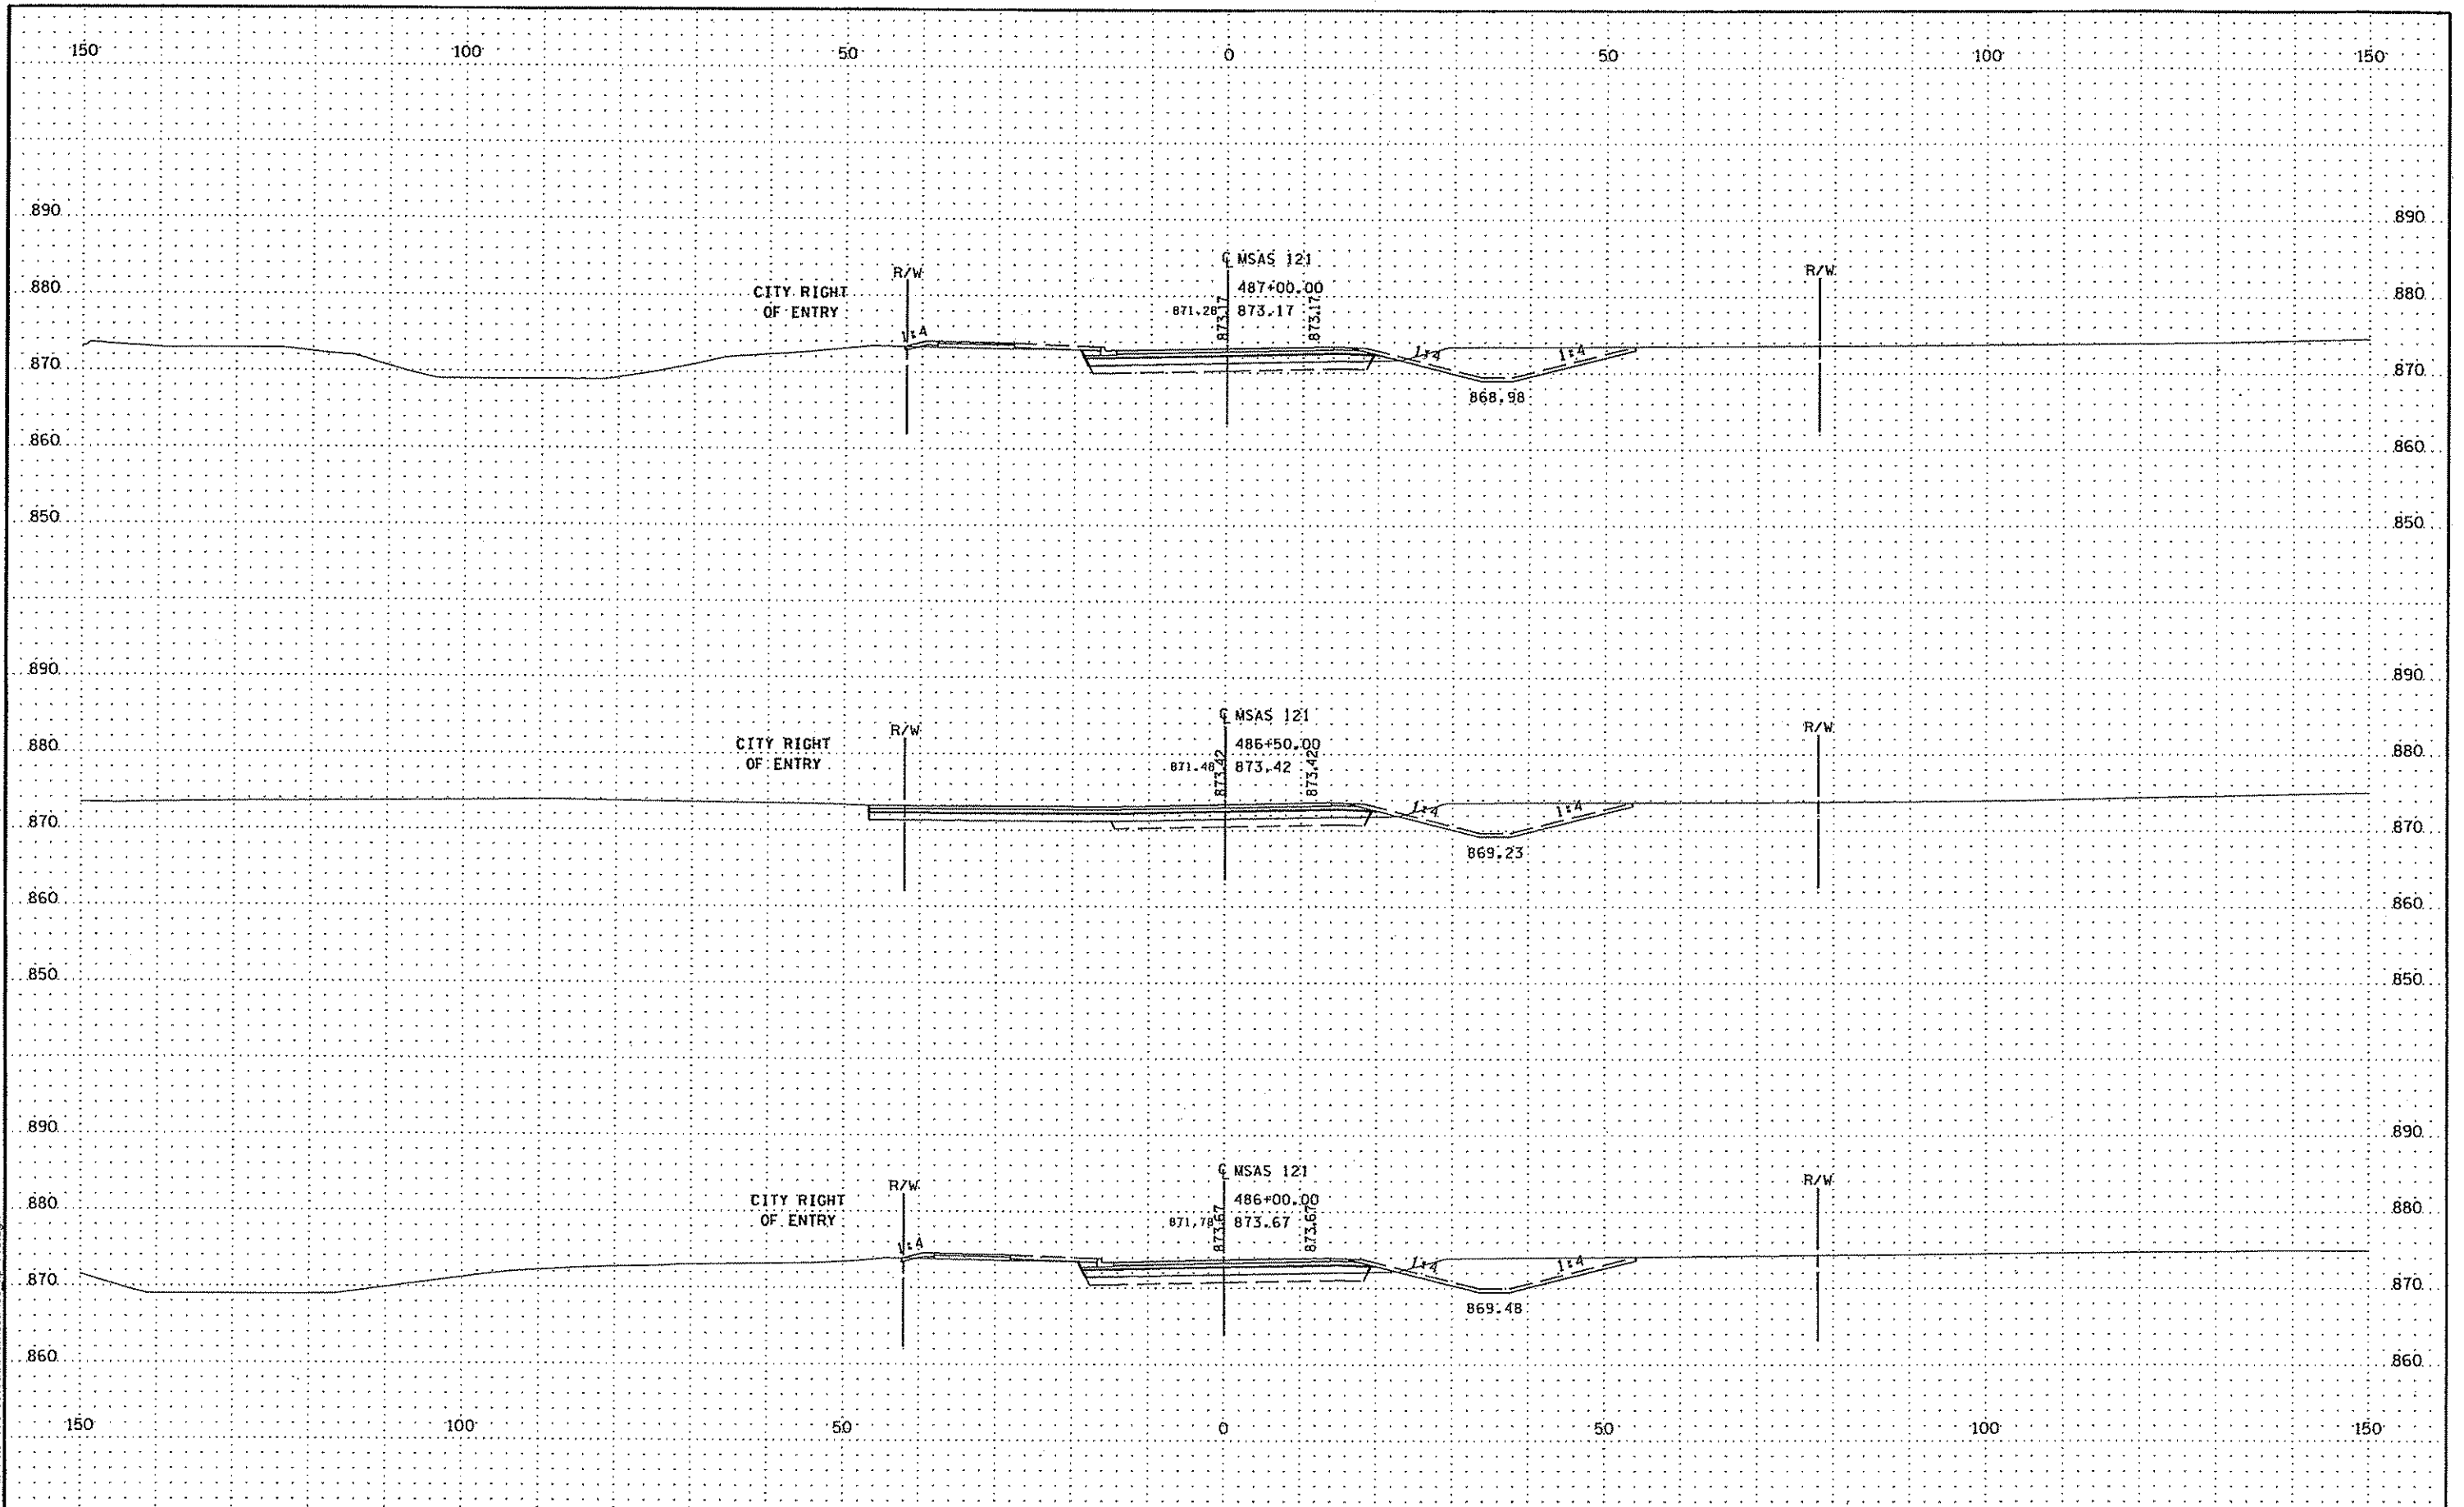 150 100 50 0 50 100 150
890 890
R/W ℄ MSAS 121 R/W
880 CITY RIGHT 487+00.00 880
OF ENTRY 871.28 873.17 873.17 873.17
1:4
870 1:4 1:4 870
868.98
860 860
850 850
890 890
R/W ℄ MSAS 121 R/W
880 CITY RIGHT 486+50.00 880
OF ENTRY 871.48 873.42 873.42 873.42
870 1:4 1:4 870
869.23
860 860
850 850
890 890
R/W ℄ MSAS 121 R/W
880 CITY RIGHT 486+00.00 880
OF ENTRY 871.78 873.67 873.67 873.67
1:4
870 1:4 1:4 870
869.48
860 860
150 100 50 0 50 100 150